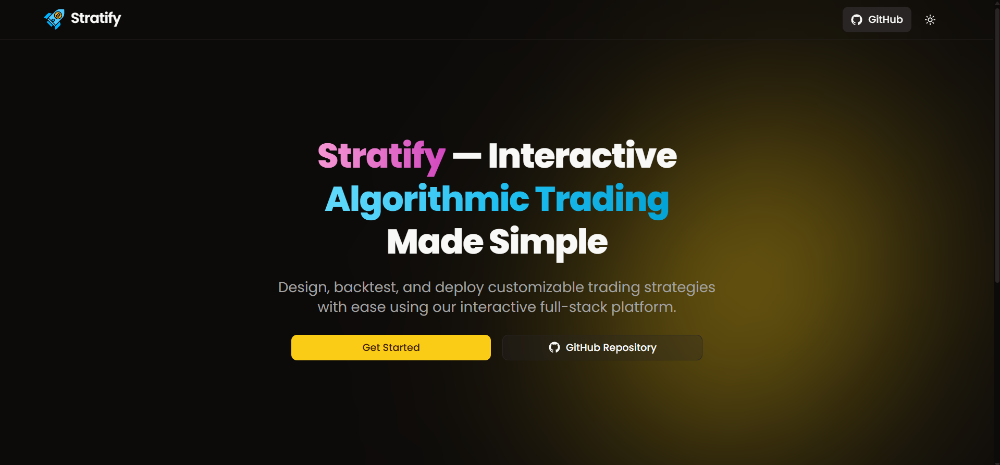 Stratify
GitHub
Stratify — Interactive
Algorithmic Trading
Made Simple
Design, backtest, and deploy customizable trading strategies
with ease using our interactive full-stack platform.
Get Started
GitHub Repository